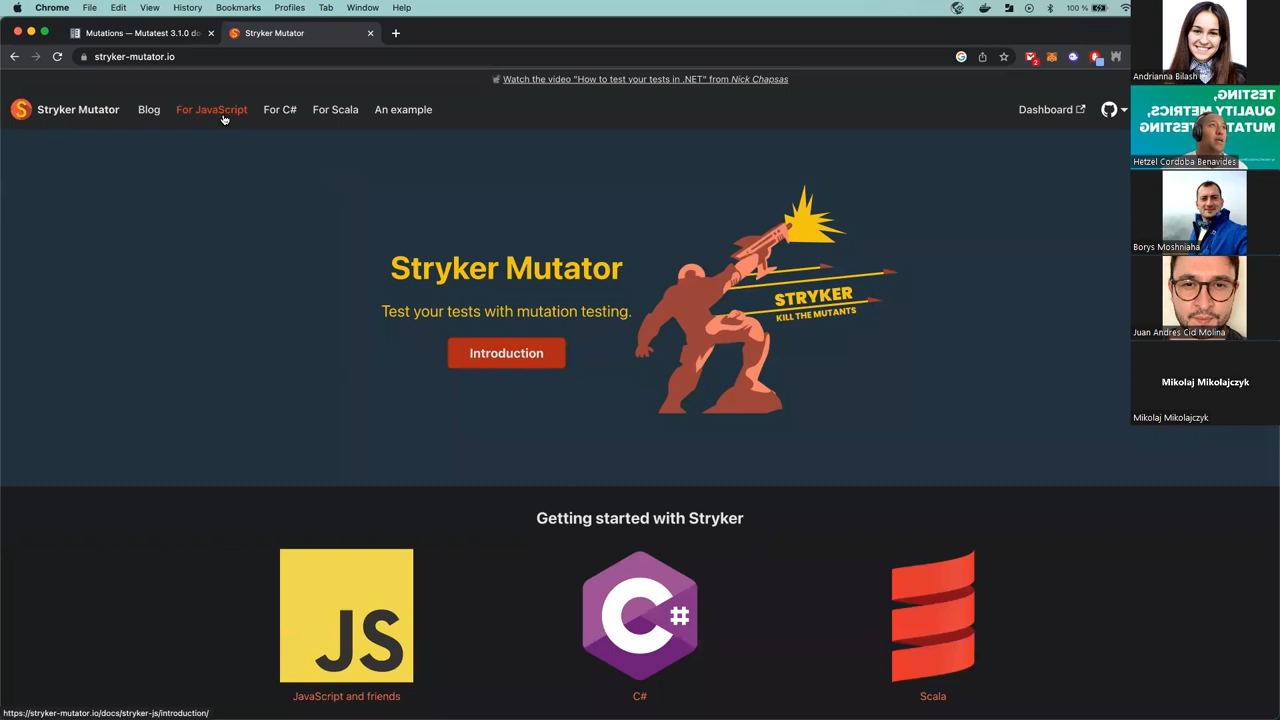 Chrome File Edit View History Bookmarks Profiles Tab Window Help
100 %
Mutations — Mutatest 3.1.0 do
Stryker Mutator
stryker-mutator.io
2
Watch the video "How to test your tests in .NET" from Nick Chapsas
Stryker Mutator Blog For JavaScript For C# For Scala An example Dashboard
Stryker Mutator
Test your tests with mutation testing.
Introduction
STRYKER
KILL THE MUTANTS
Getting started with Stryker
JS
C#
JavaScript and friends
C#
Scala
https://stryker-mutator.io/docs/stryker-js/introduction/
Andrianna Bilash
TESTING,
QUALITY METRICS,
MUTATION TESTING
Hetzel Cordoba Benavides
Borys Moshniaha
Juan Andres Cid Molina
Mikolaj Mikołajczyk
Mikolaj Mikolajczyk